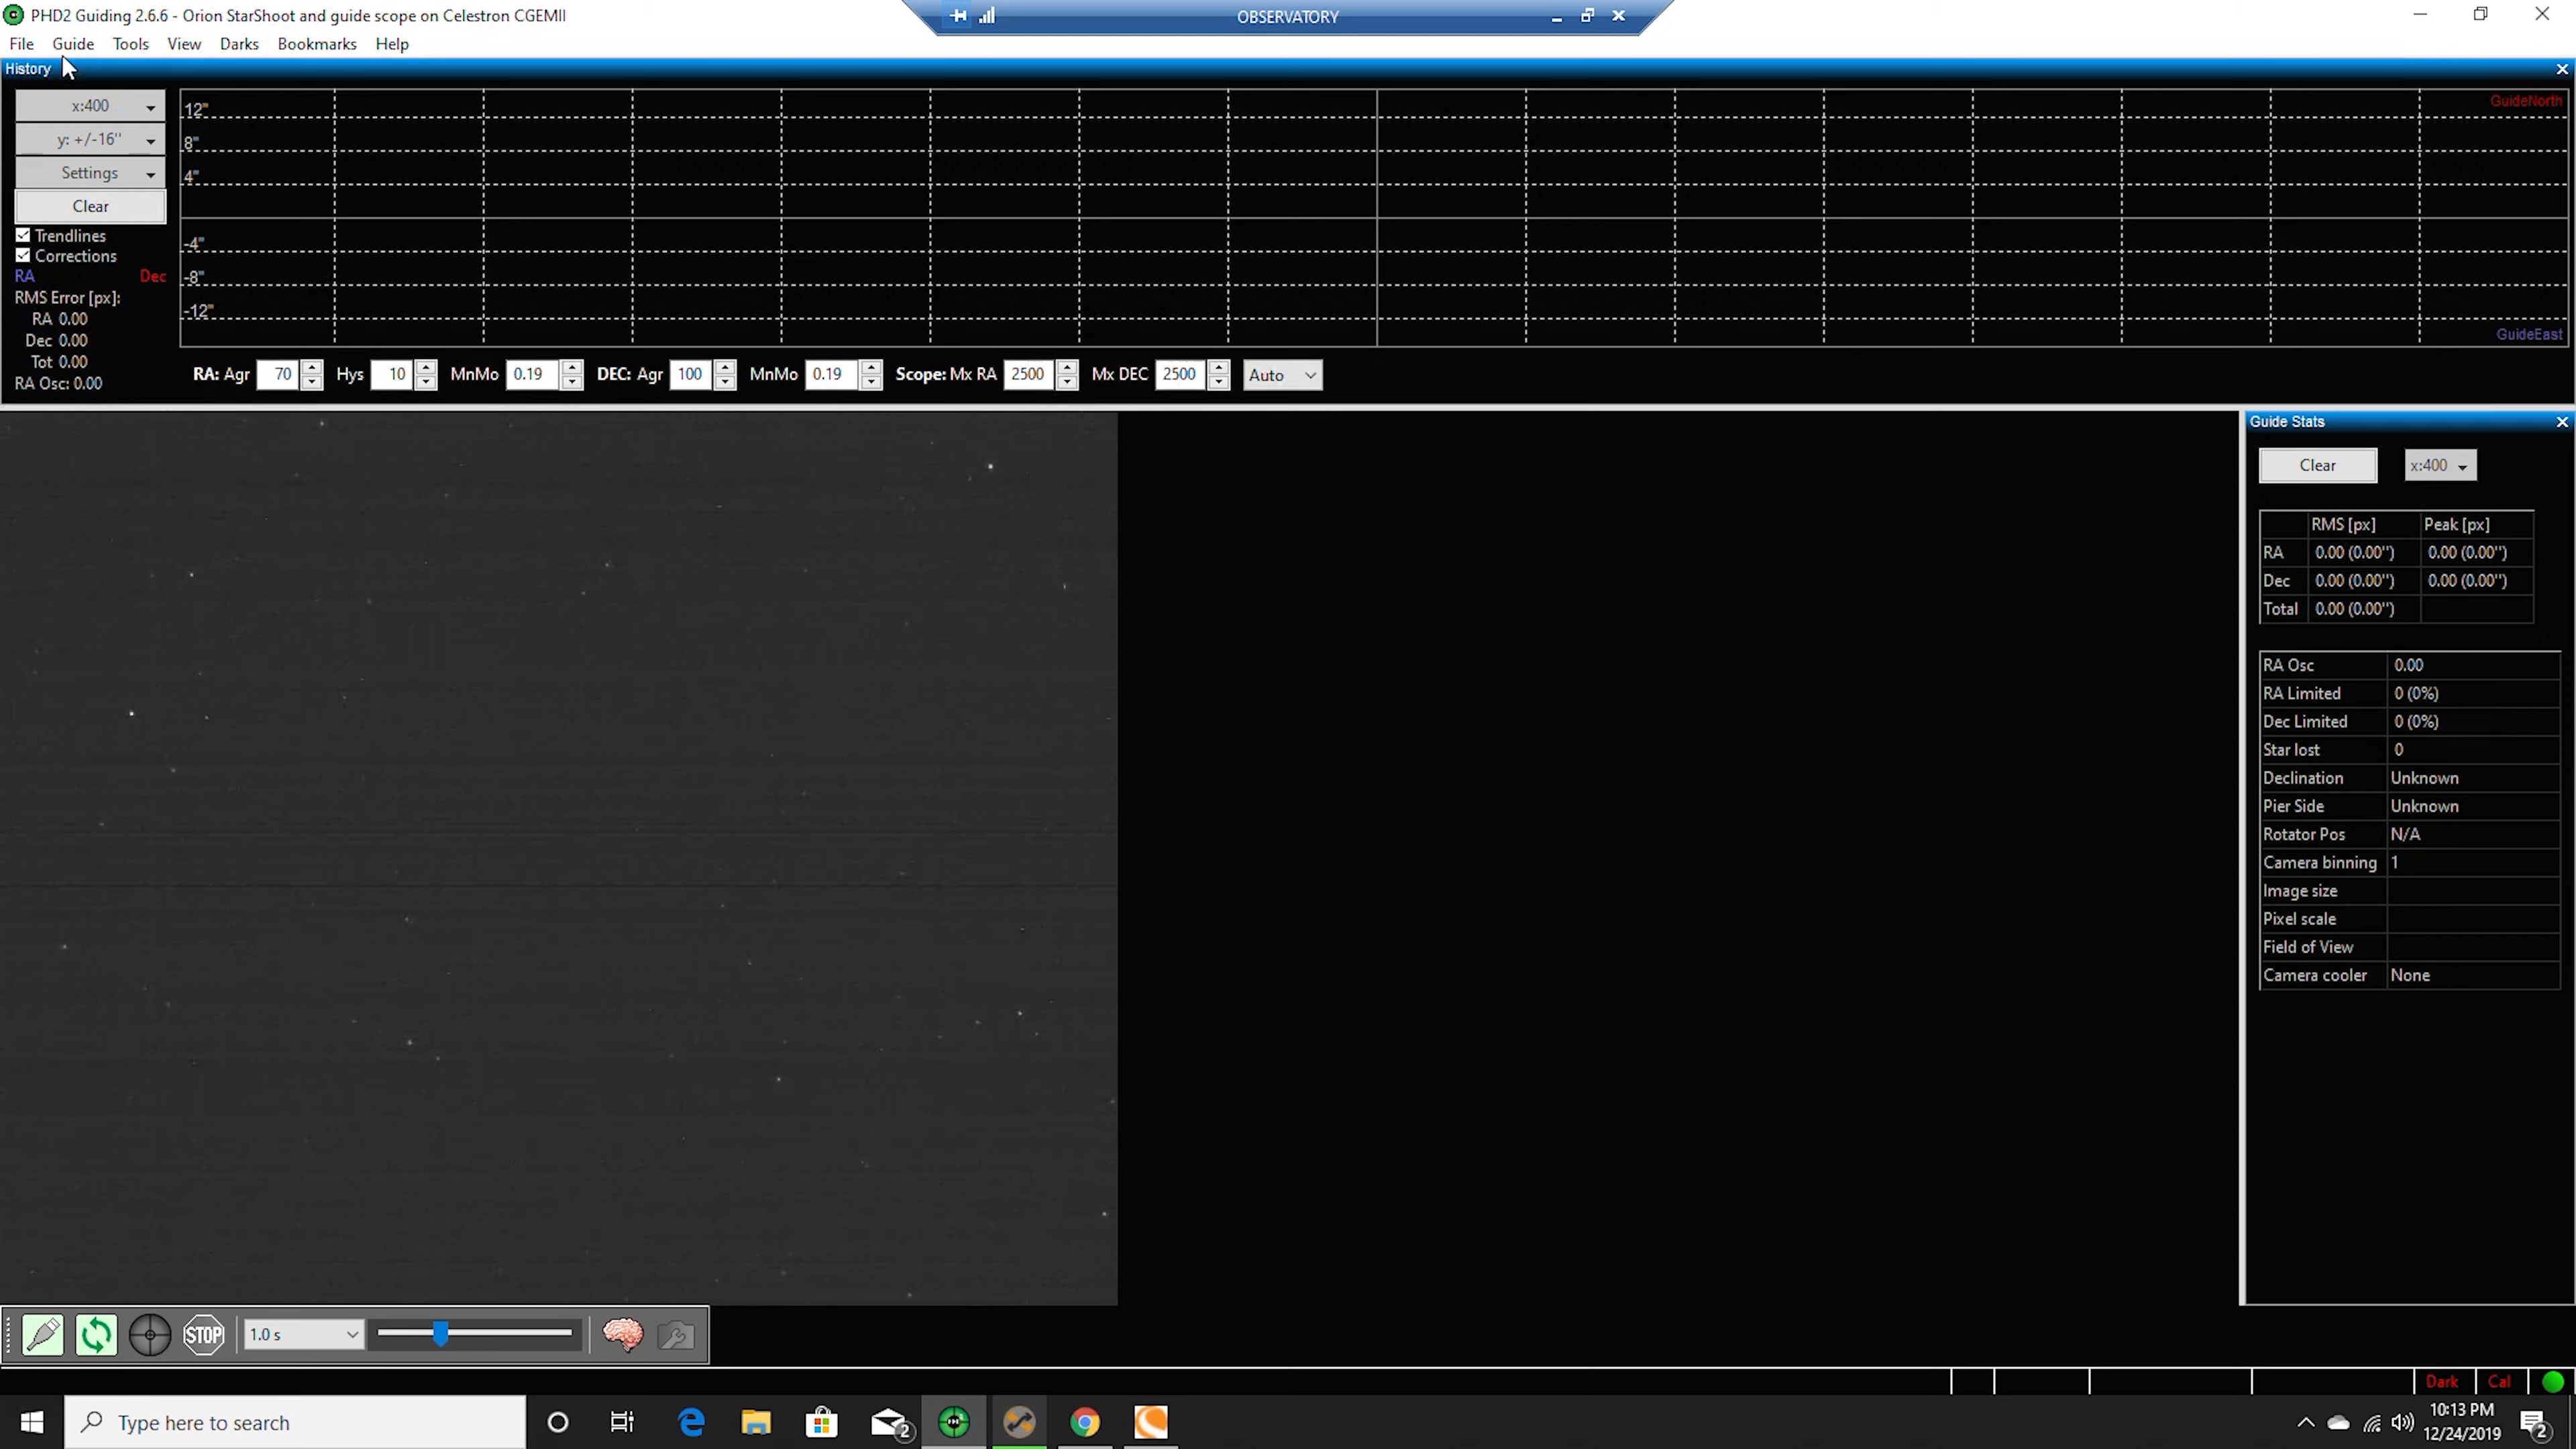 PHD2 Guiding 2.6.6 - Orion StarShoot and guide scope on Celestron CGEMII
OBSERVATORY
File Guide Tools View Darks Bookmarks Help
History
x:400
y: +/-16''
Settings
Clear
Trendlines
Corrections
RA Dec
RMS Error [px]:
RA 0.00
Dec 0.00
Tot 0.00
RA Osc: 0.00
12"
8"
4"
-4"
-8"
-12"
GuideNorth
GuideEast
RA: Agr 70 Hys 10 MnMo 0.19 DEC: Agr 100 MnMo 0.19 Scope: Mx RA 2500 Mx DEC 2500 Auto
Guide Stats
Clear x:400
RMS [px] Peak [px]
RA 0.00 (0.00'') 0.00 (0.00'')
Dec 0.00 (0.00'') 0.00 (0.00'')
Total 0.00 (0.00'')
RA Osc 0.00
RA Limited 0 (0%)
Dec Limited 0 (0%)
Star lost 0
Declination Unknown
Pier Side Unknown
Rotator Pos N/A
Camera binning 1
Image size
Pixel scale
Field of View
Camera cooler None
STOP 1.0 s
Dark Cal
Type here to search
2
10:13 PM
12/24/2019
2